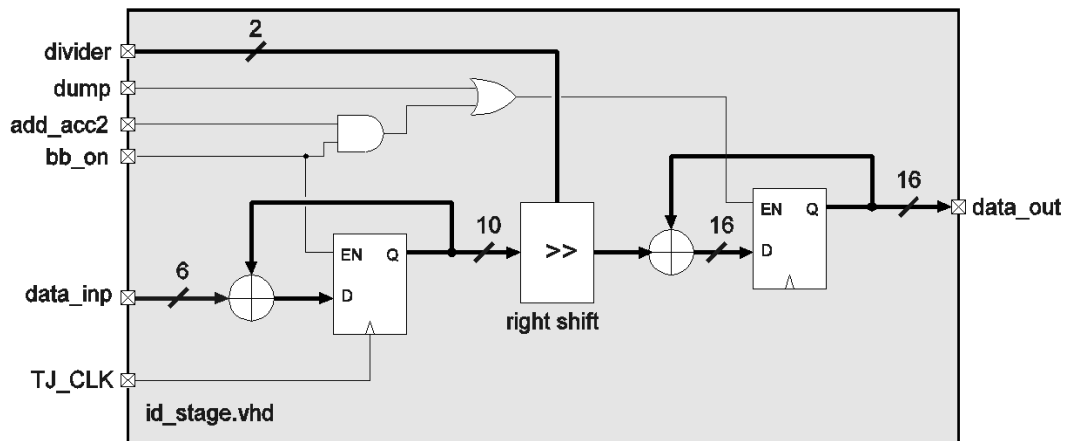 divider
2
dump
add_acc2
bb_on
EN Q
D
10
>>
right shift
16
EN Q
D
16
data_out
6
data_inp
TJ_CLK
id_stage.vhd